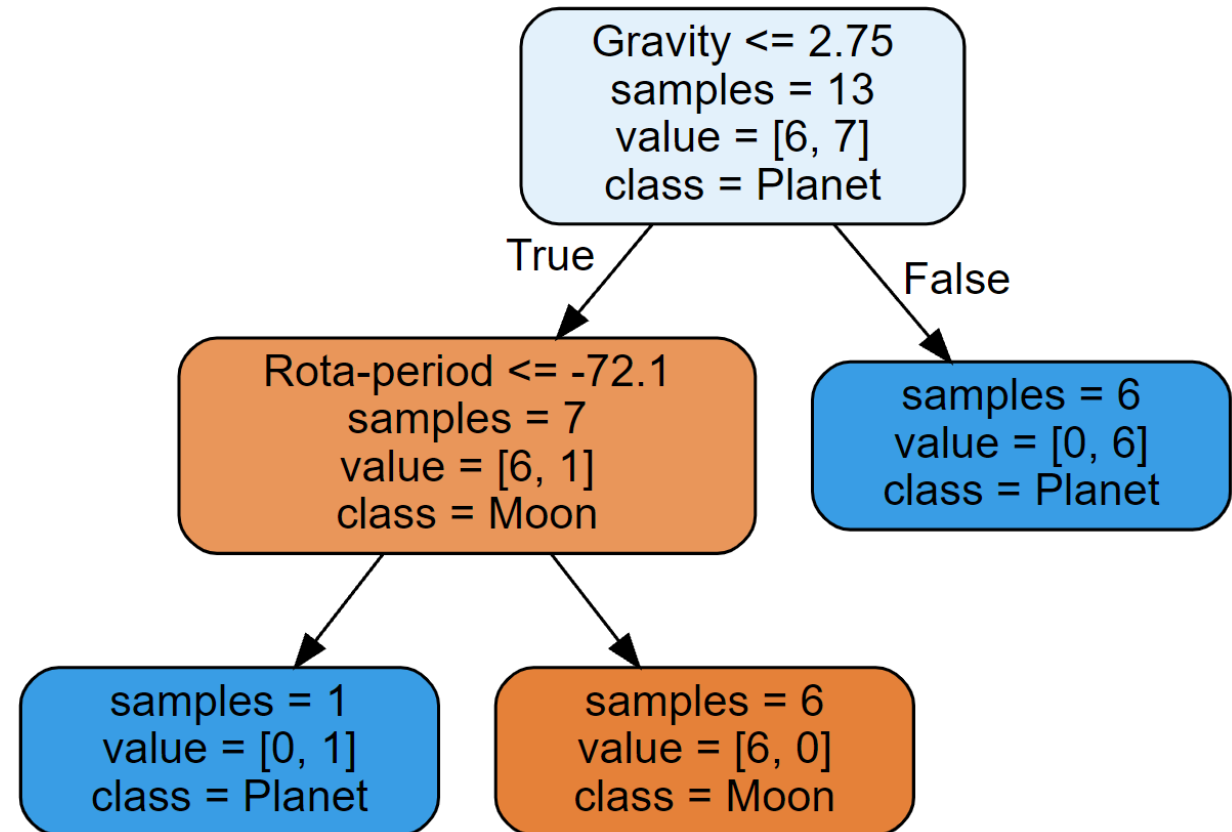 Gravity <= 2.75
samples = 13
value = [6, 7]
class = Planet
True
False
Rota-period <= -72.1
samples = 7
value = [6, 1]
class = Moon
samples = 6
value = [0, 6]
class = Planet
samples = 1
value = [0, 1]
class = Planet
samples = 6
value = [6, 0]
class = Moon